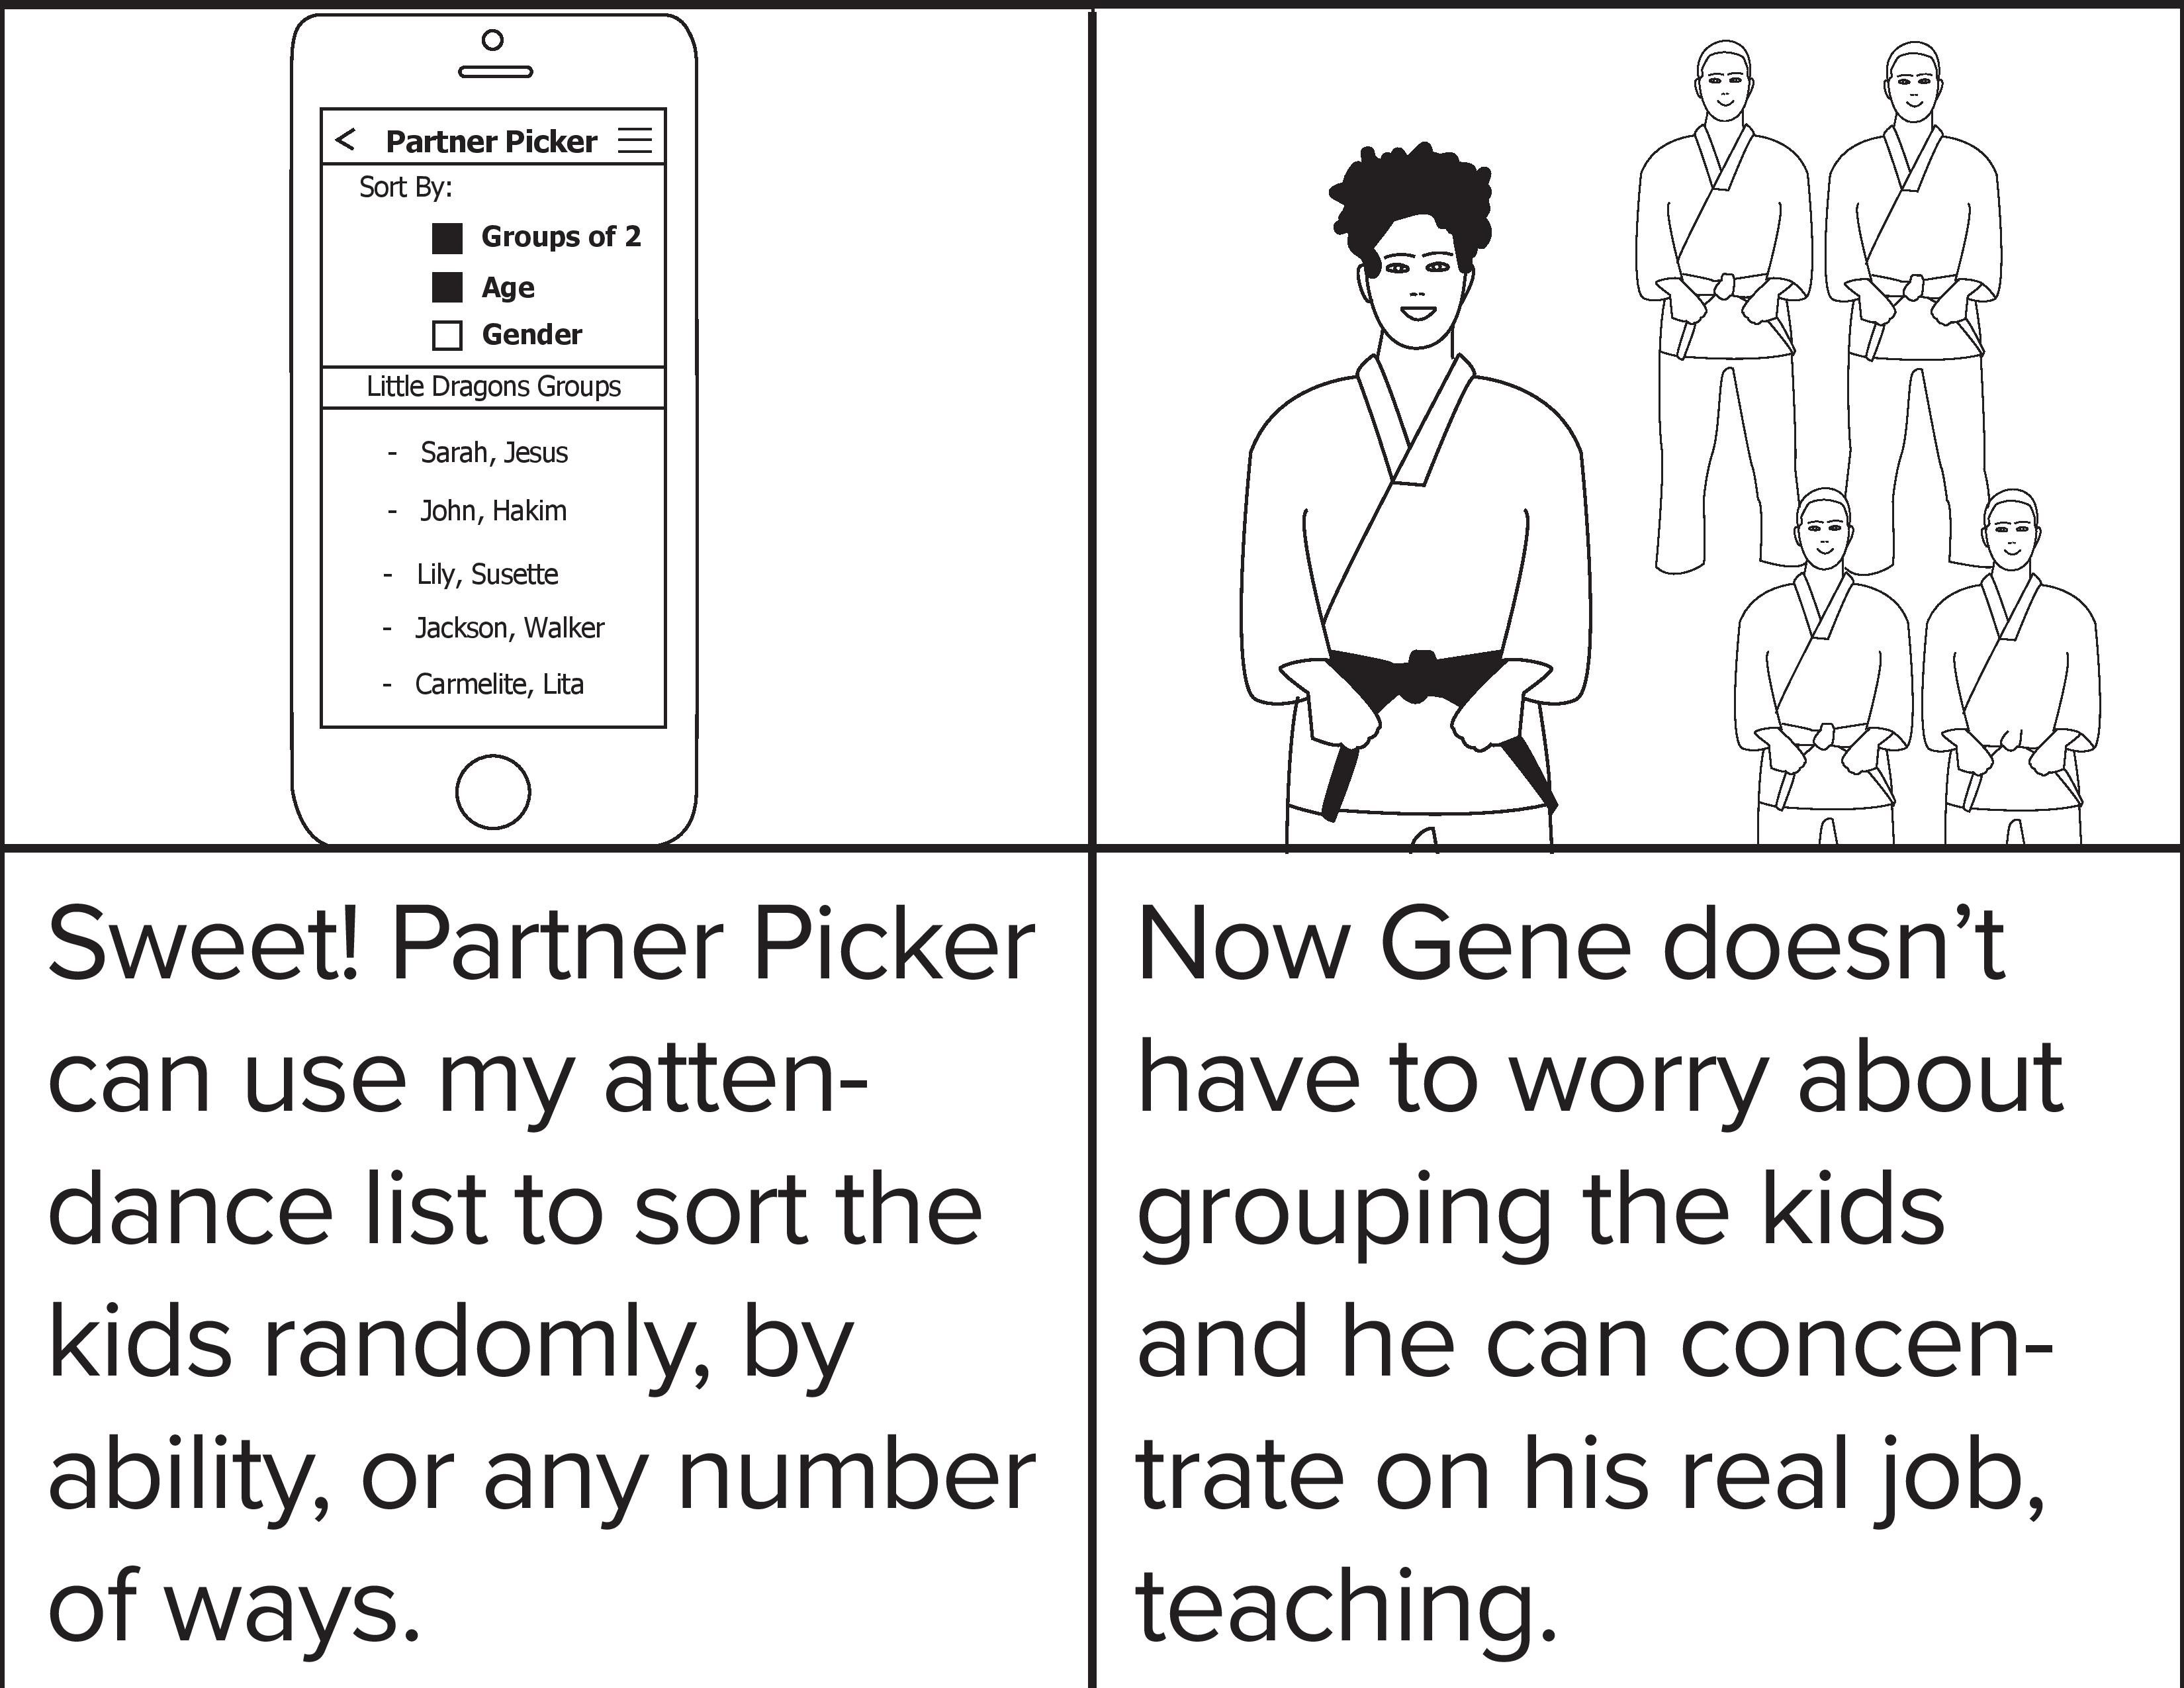 < Partner Picker
Sort By:
Groups of 2
Age
Gender
Little Dragons Groups
- Sarah, Jesus
- John, Hakim
- Lily, Susette
- Jackson, Walker
- Carmelite, Lita
Sweet! Partner Picker
can use my atten-
dance list to sort the
kids randomly, by
ability, or any number
of ways.
Now Gene doesn’t
have to worry about
grouping the kids
and he can concen-
trate on his real job,
teaching.